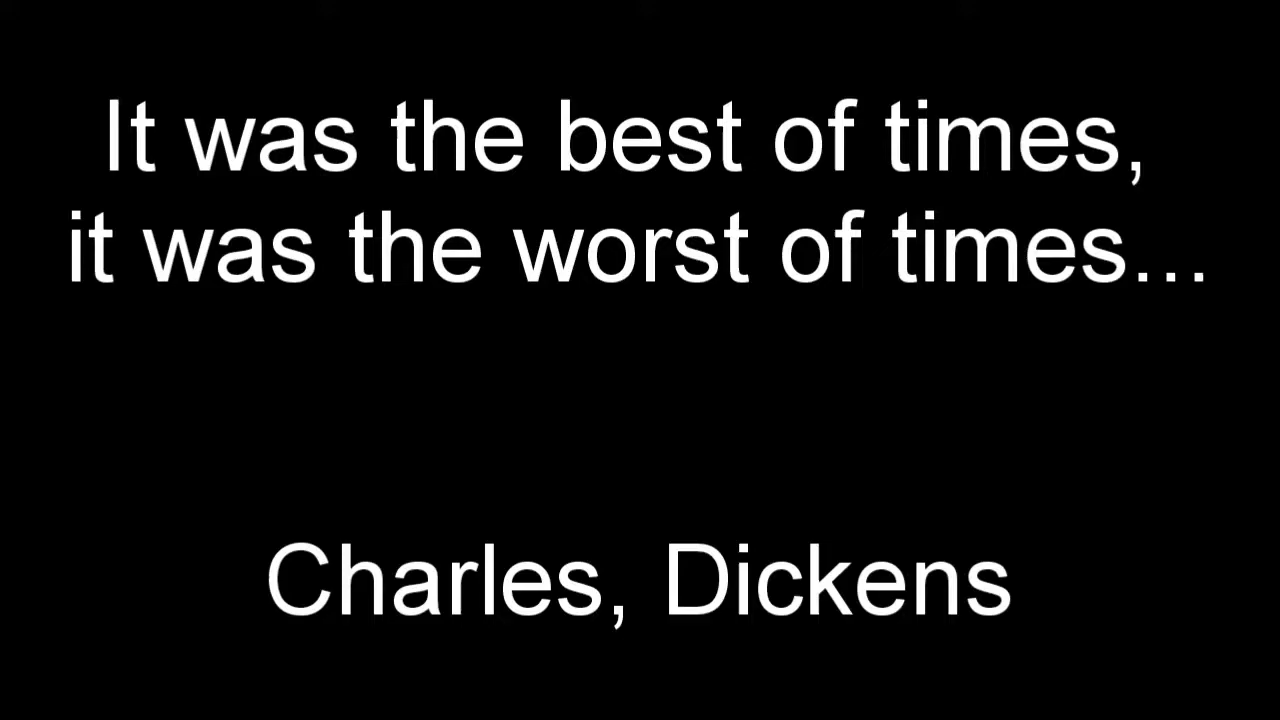 It was the best of times,
it was the worst of times...
Charles, Dickens